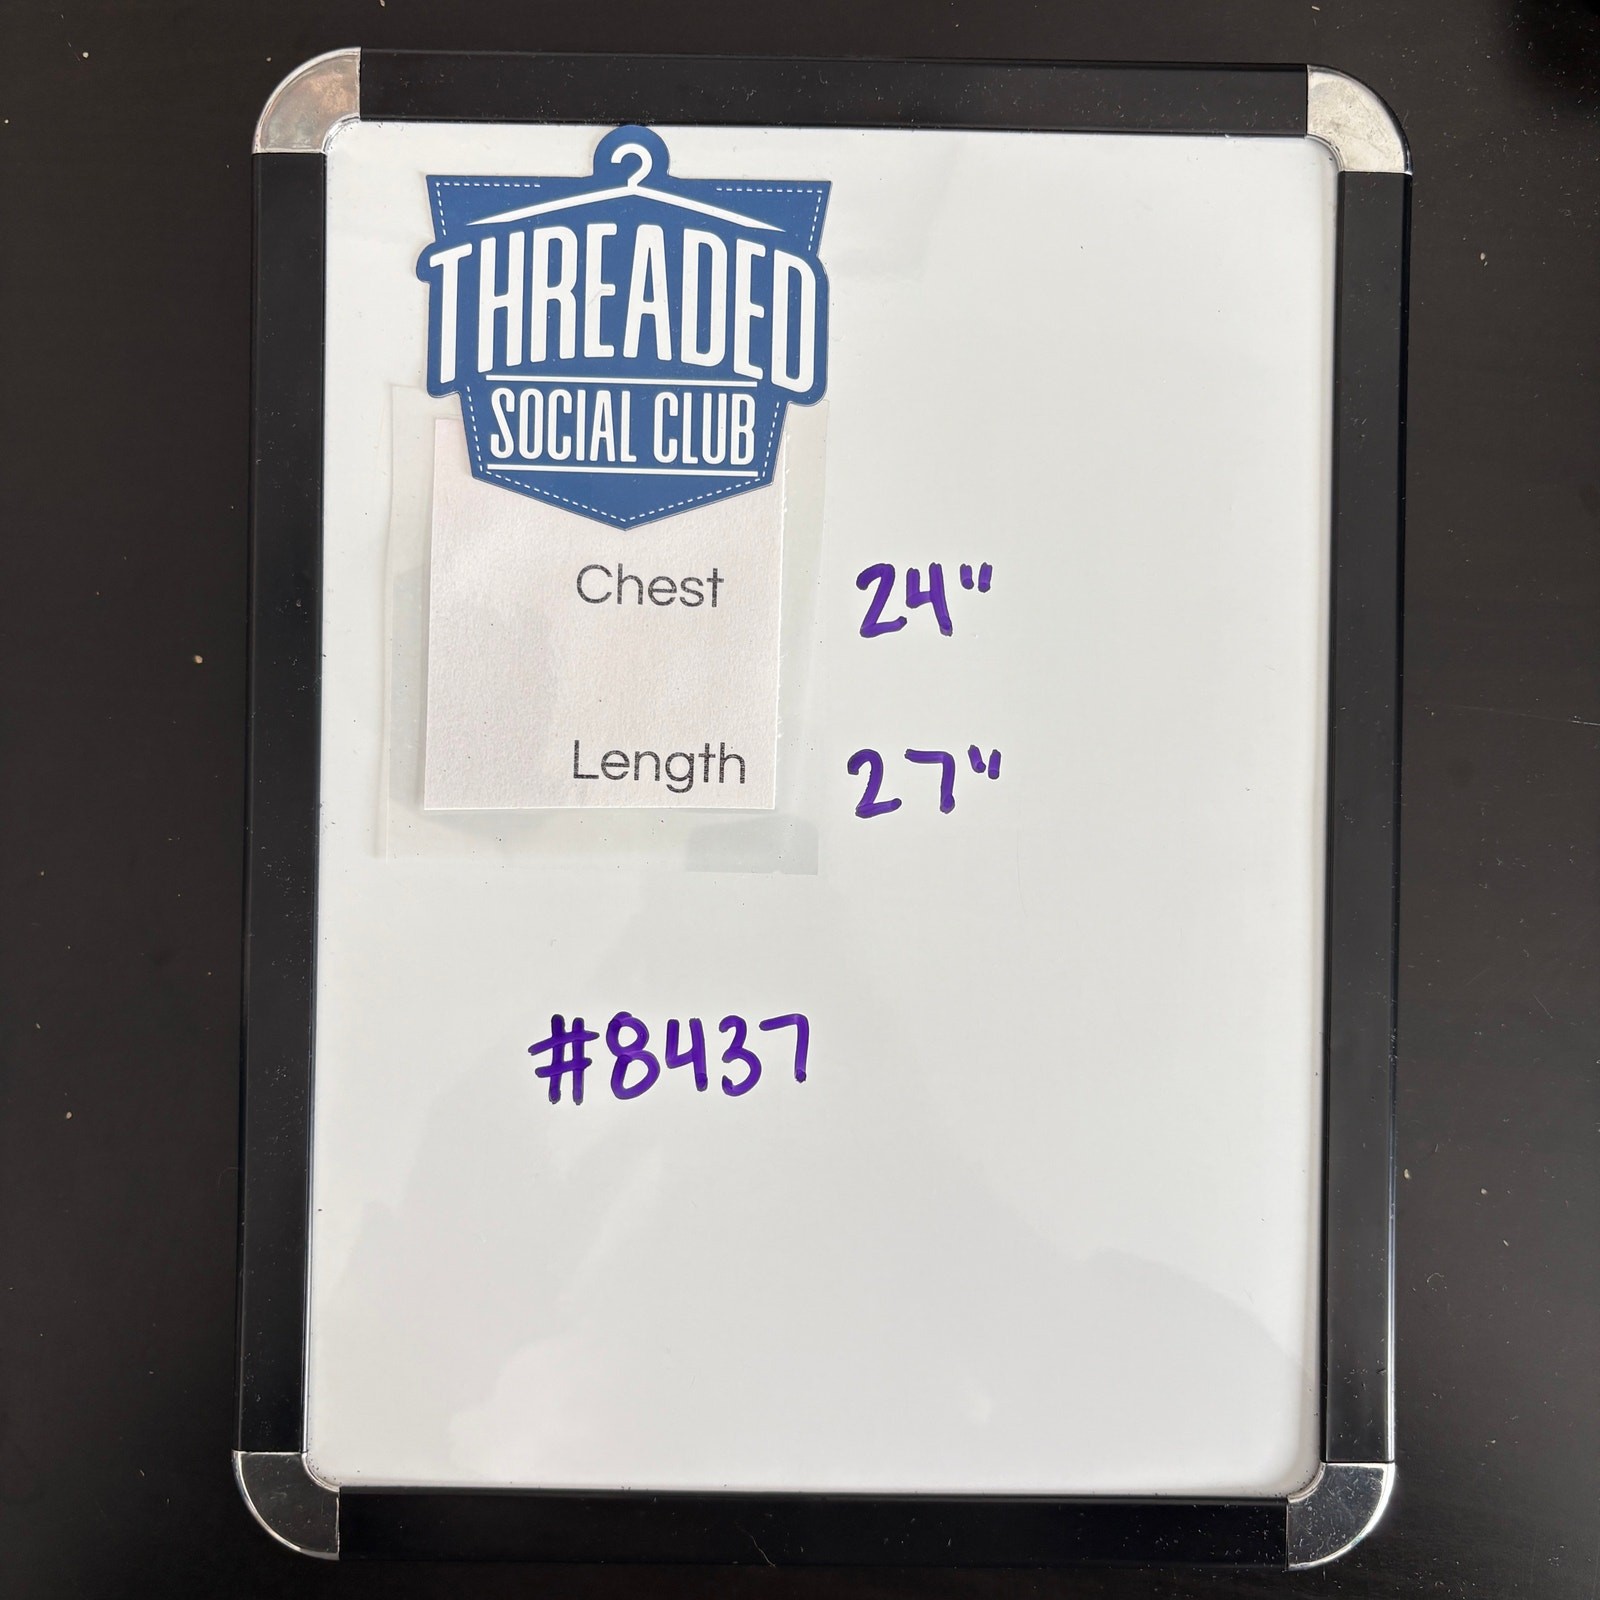 THREADED
SOCIAL CLUB
Chest 24"
Length 27"
#8437